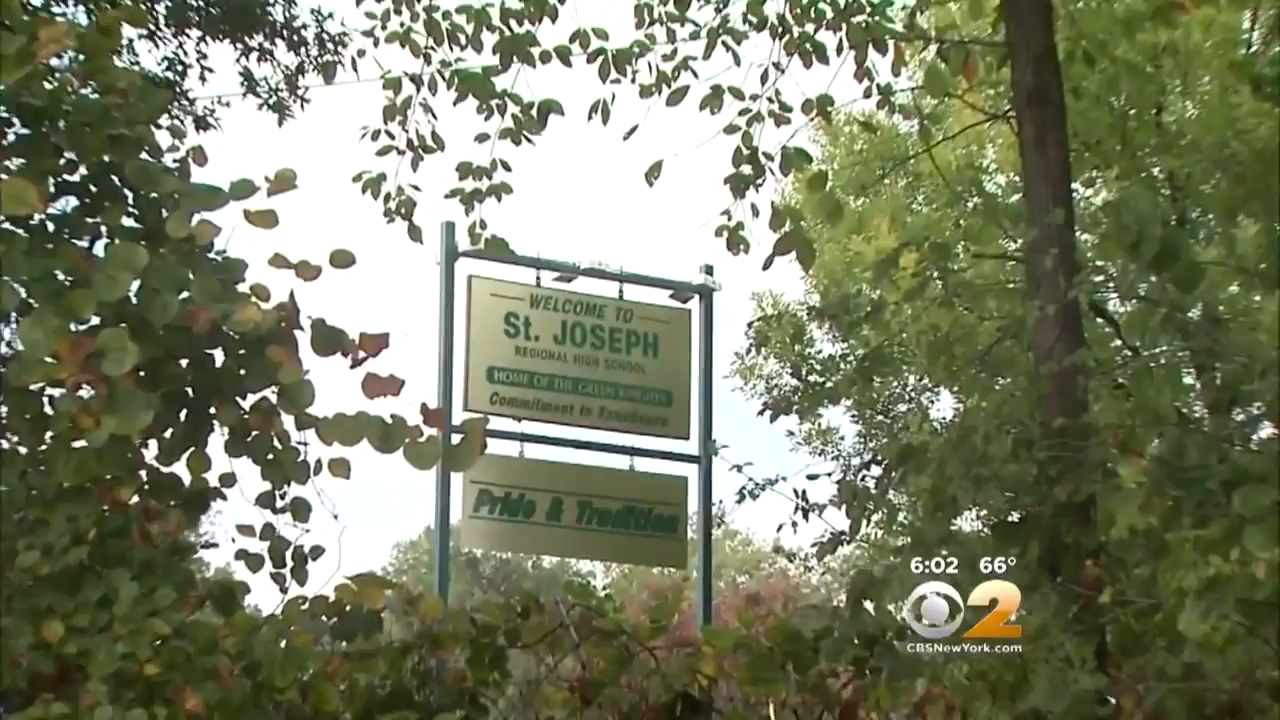 WELCOME TO
St. JOSEPH
REGIONAL HIGH SCHOOL
HOME OF THE GREEN KNIGHTS
Commitment to Excellence
Pride & Tradition
6:02 66°
2
CBSNewYork.com